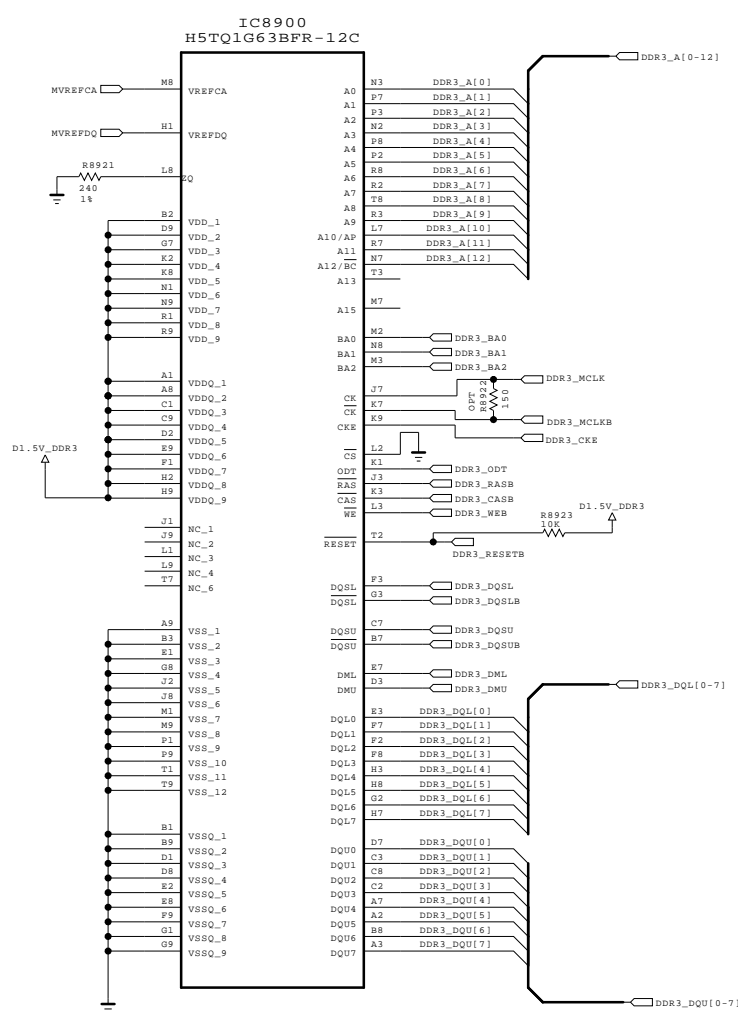 IC8900
H5TQ1G63BFR-12C
MVREFCA M8 VREFCA
MVREFDQ H1 VREFDQ
R8921 240 1% L8 ZQ
B2 VDD_1
D9 VDD_2
G7 VDD_3
K2 VDD_4
K8 VDD_5
N1 VDD_6
N9 VDD_7
R1 VDD_8
R9 VDD_9
A1 VDDQ_1
A8 VDDQ_2
C1 VDDQ_3
C9 VDDQ_4
D2 VDDQ_5
E9 VDDQ_6
F1 VDDQ_7
H2 VDDQ_8
H9 VDDQ_9
D1.5V_DDR3
J1 NC_1
J9 NC_2
L1 NC_3
L9 NC_4
T7 NC_6
A9 VSS_1
B3 VSS_2
E1 VSS_3
G8 VSS_4
J2 VSS_5
J8 VSS_6
M1 VSS_7
M9 VSS_8
P1 VSS_9
P9 VSS_10
T1 VSS_11
T9 VSS_12
B1 VSSQ_1
B9 VSSQ_2
D1 VSSQ_3
D8 VSSQ_4
E2 VSSQ_5
E8 VSSQ_6
F9 VSSQ_7
G1 VSSQ_8
G9 VSSQ_9
DDR3_A[0-12]
A0 N3 DDR3_A[0]
A1 P7 DDR3_A[1]
A2 P3 DDR3_A[2]
A3 N2 DDR3_A[3]
A4 P8 DDR3_A[4]
A5 P2 DDR3_A[5]
A6 R8 DDR3_A[6]
A7 R2 DDR3_A[7]
A8 T8 DDR3_A[8]
A9 R3 DDR3_A[9]
A10/AP L7 DDR3_A[10]
A11 R7 DDR3_A[11]
A12/BC N7 DDR3_A[12]
A13 T3
A15 M7
BA0 M2 DDR3_BA0
BA1 N8 DDR3_BA1
BA2 M3 DDR3_BA2
CK J7 DDR3_MCLK
OPT R8922 150
CK K7 DDR3_MCLKB
CKE K9 DDR3_CKE
CS L2
ODT K1 DDR3_ODT
RAS J3 DDR3_RASB
CAS K3 DDR3_CASB
WE L3 DDR3_WEB
R8923 10K D1.5V_DDR3
RESET T2 DDR3_RESETB
DQSL F3 DDR3_DQSL
DQSL G3 DDR3_DQSLB
DQSU C7 DDR3_DQSU
DQSU B7 DDR3_DQSUB
DML E7 DDR3_DML
DMU D3 DDR3_DMU
DDR3_DQL[0-7]
DQL0 E3 DDR3_DQL[0]
DQL1 F7 DDR3_DQL[1]
DQL2 F2 DDR3_DQL[2]
DQL3 F8 DDR3_DQL[3]
DQL4 H3 DDR3_DQL[4]
DQL5 H8 DDR3_DQL[5]
DQL6 G2 DDR3_DQL[6]
DQL7 H7 DDR3_DQL[7]
DQU0 D7 DDR3_DQU[0]
DQU1 C3 DDR3_DQU[1]
DQU2 C8 DDR3_DQU[2]
DQU3 C2 DDR3_DQU[3]
DQU4 A7 DDR3_DQU[4]
DQU5 A2 DDR3_DQU[5]
DQU6 B8 DDR3_DQU[6]
DQU7 A3 DDR3_DQU[7]
DDR3_DQU[0-7]